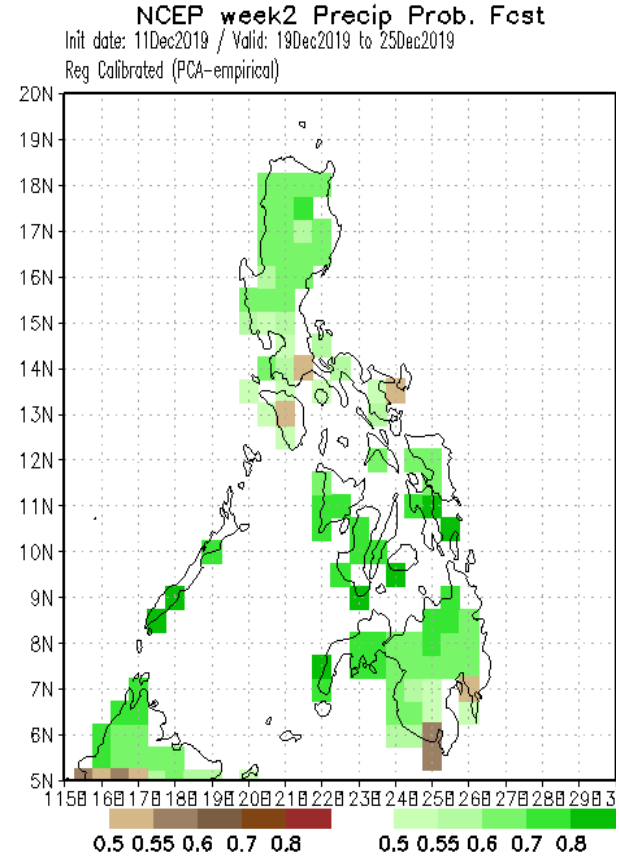 NCEP week2 Precip Prob. Fcst
Init date: 11Dec2019 / Valid: 19Dec2019 to 25Dec2019
Reg Calibrated (PCA-empirical)
20N
19N
18N
17N
16N
15N
14N
13N
12N
11N
10N
9N
8N
7N
6N
5N
0.5 0.55 0.6 0.7 0.8 0.5 0.55 0.6 0.7 0.8